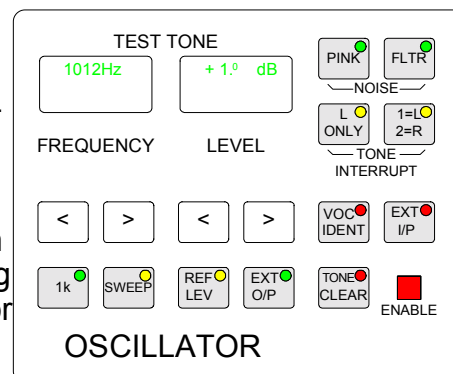 TEST TONE
1012Hz
+ 1.0 dB
PINK
FLTR
NOISE
FREQUENCY
LEVEL
L ONLY
1=L 2=R
TONE INTERRUPT
< > < >
VOC IDENT
EXT I/P
1k
SWEEP
REF LEV
EXT O/P
TONE CLEAR
ENABLE
g
or
OSCILLATOR